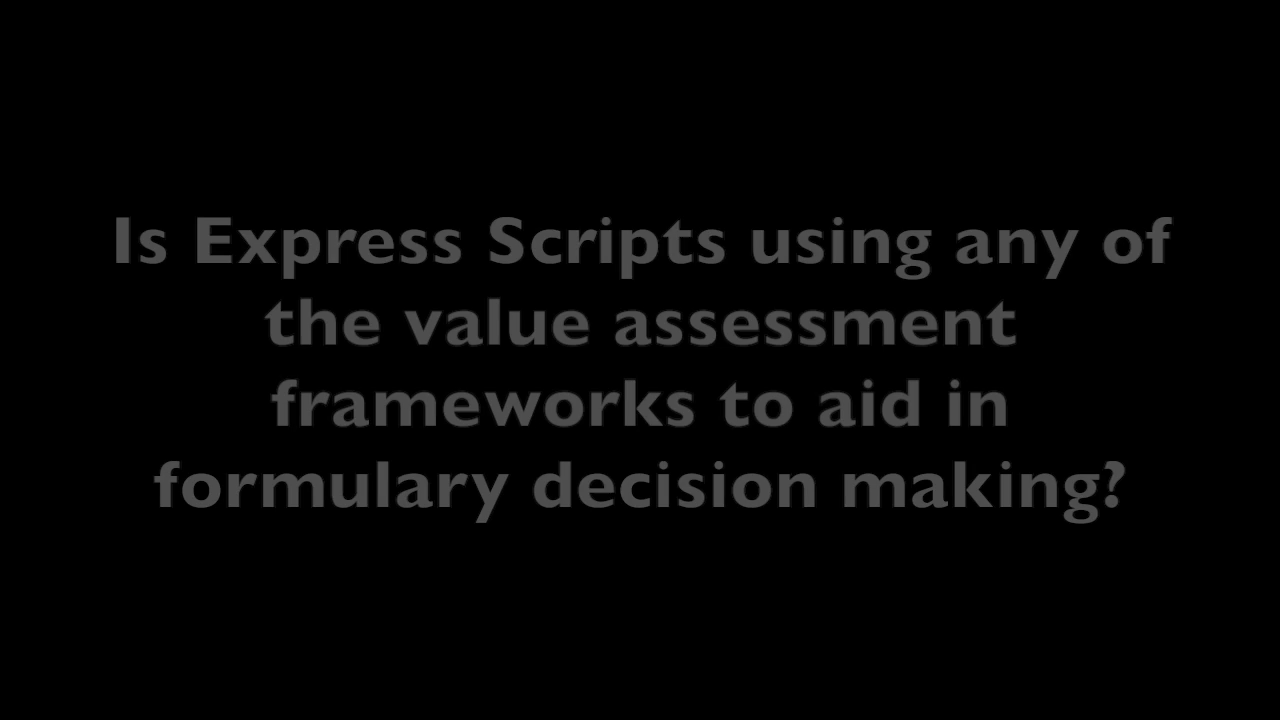 Is Express Scripts using any of
the value assessment
frameworks to aid in
formulary decision making?